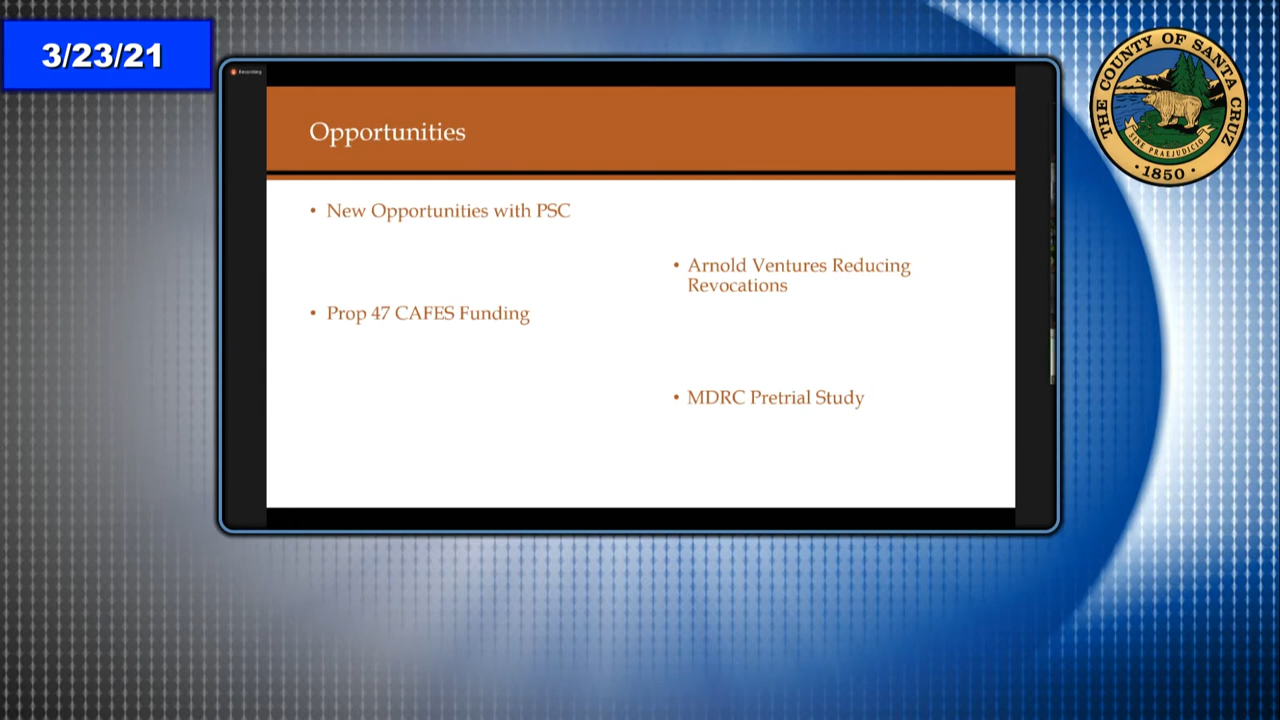 3/23/21
Recording
Opportunities
• New Opportunities with PSC
• Prop 47 CAFES Funding
• Arnold Ventures Reducing
Revocations
• MDRC Pretrial Study
THE COUNTY OF SANTA CRUZ
SINE PRAEJUDICIO
• 1850 •